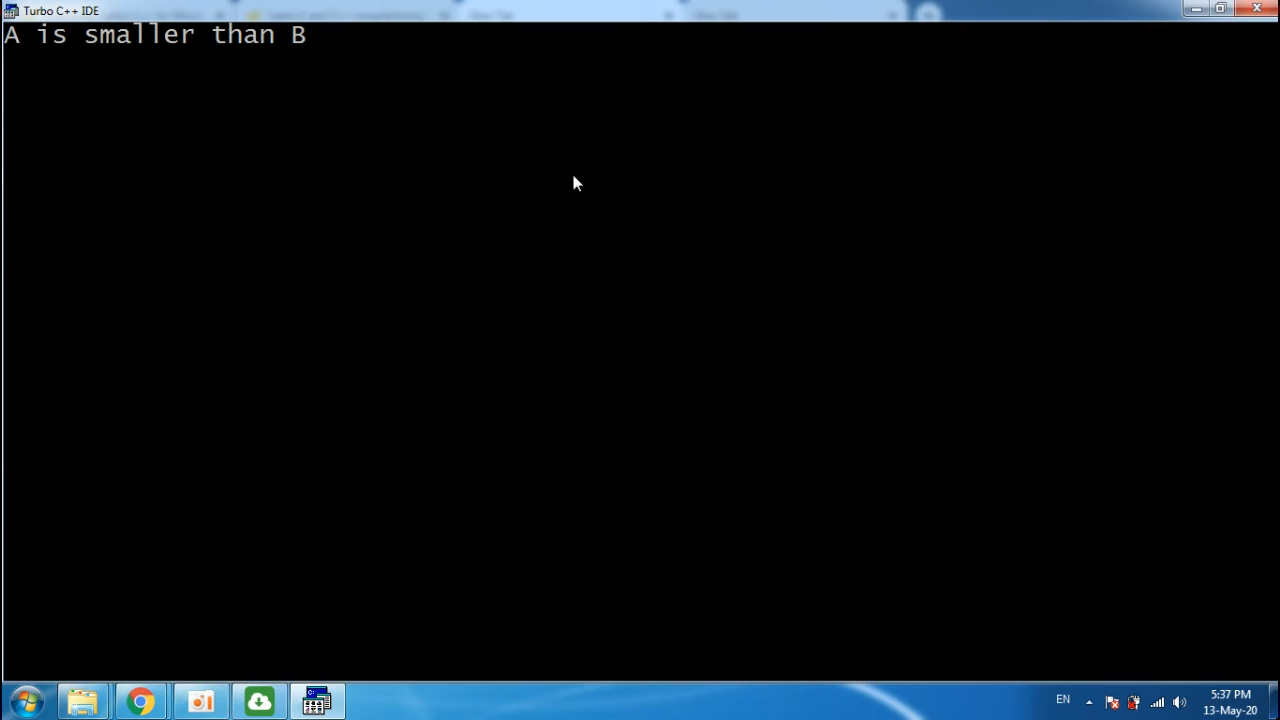 Turbo C++ IDE
A is smaller than B
EN
5:37 PM
13-May-20